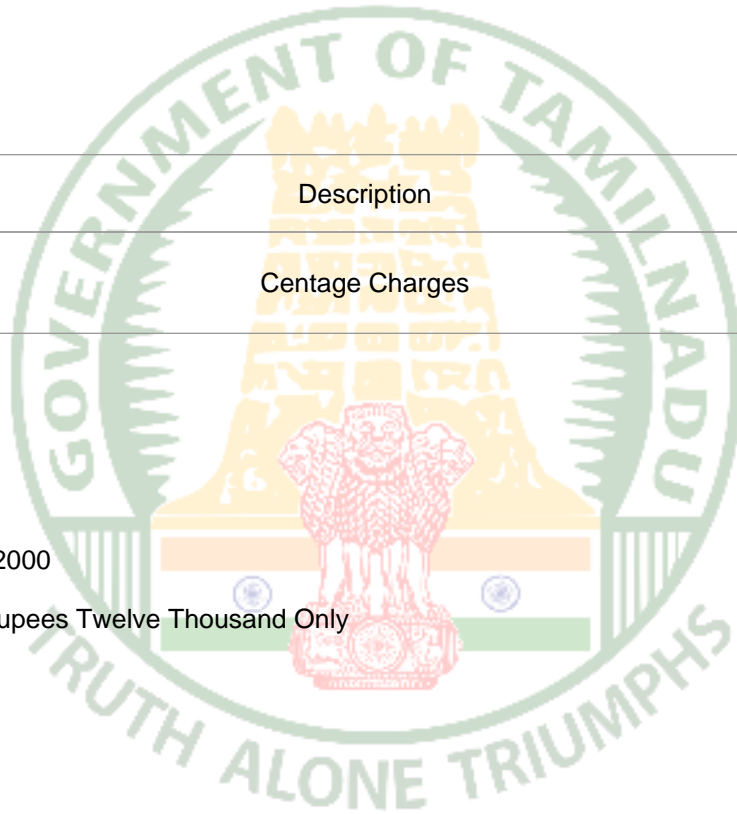 GOVERNMENT OF TAMILNADU
Description
Centage Charges
2000
upees Twelve Thousand Only
TRUTH ALONE TRIUMPHS